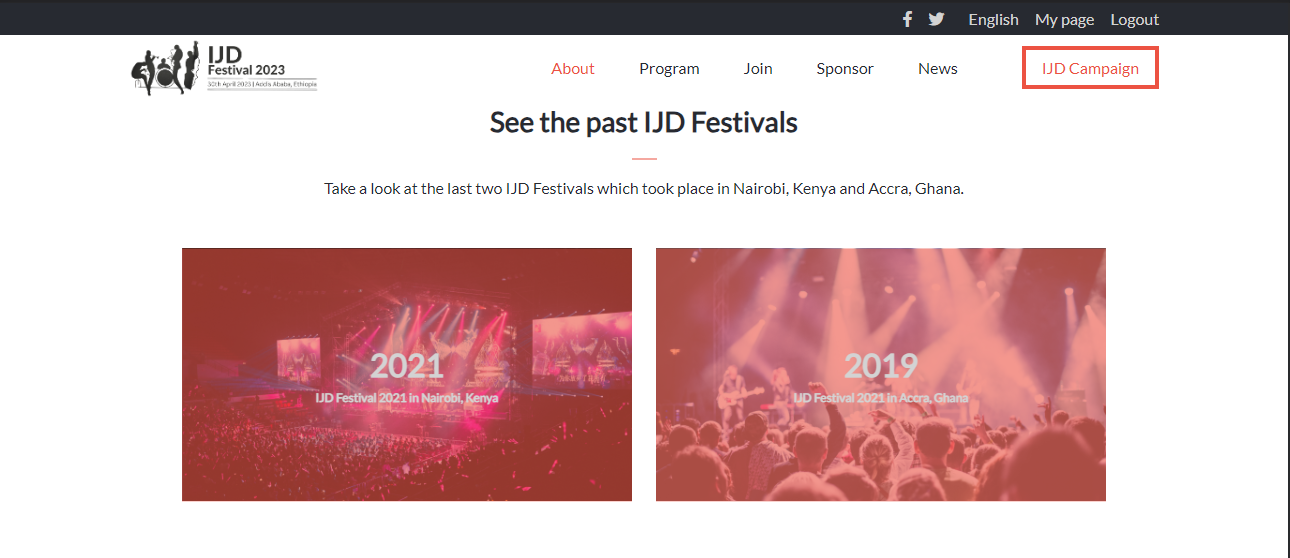 English My page Logout
IJD
Festival 2023
30th April 2023 | Addis Ababa, Ethiopia
About Program Join Sponsor News IJD Campaign
See the past IJD Festivals
Take a look at the last two IJD Festivals which took place in Nairobi, Kenya and Accra, Ghana.
2021
IJD Festival 2021 in Nairobi, Kenya
2019
IJD Festival 2021 in Accra, Ghana